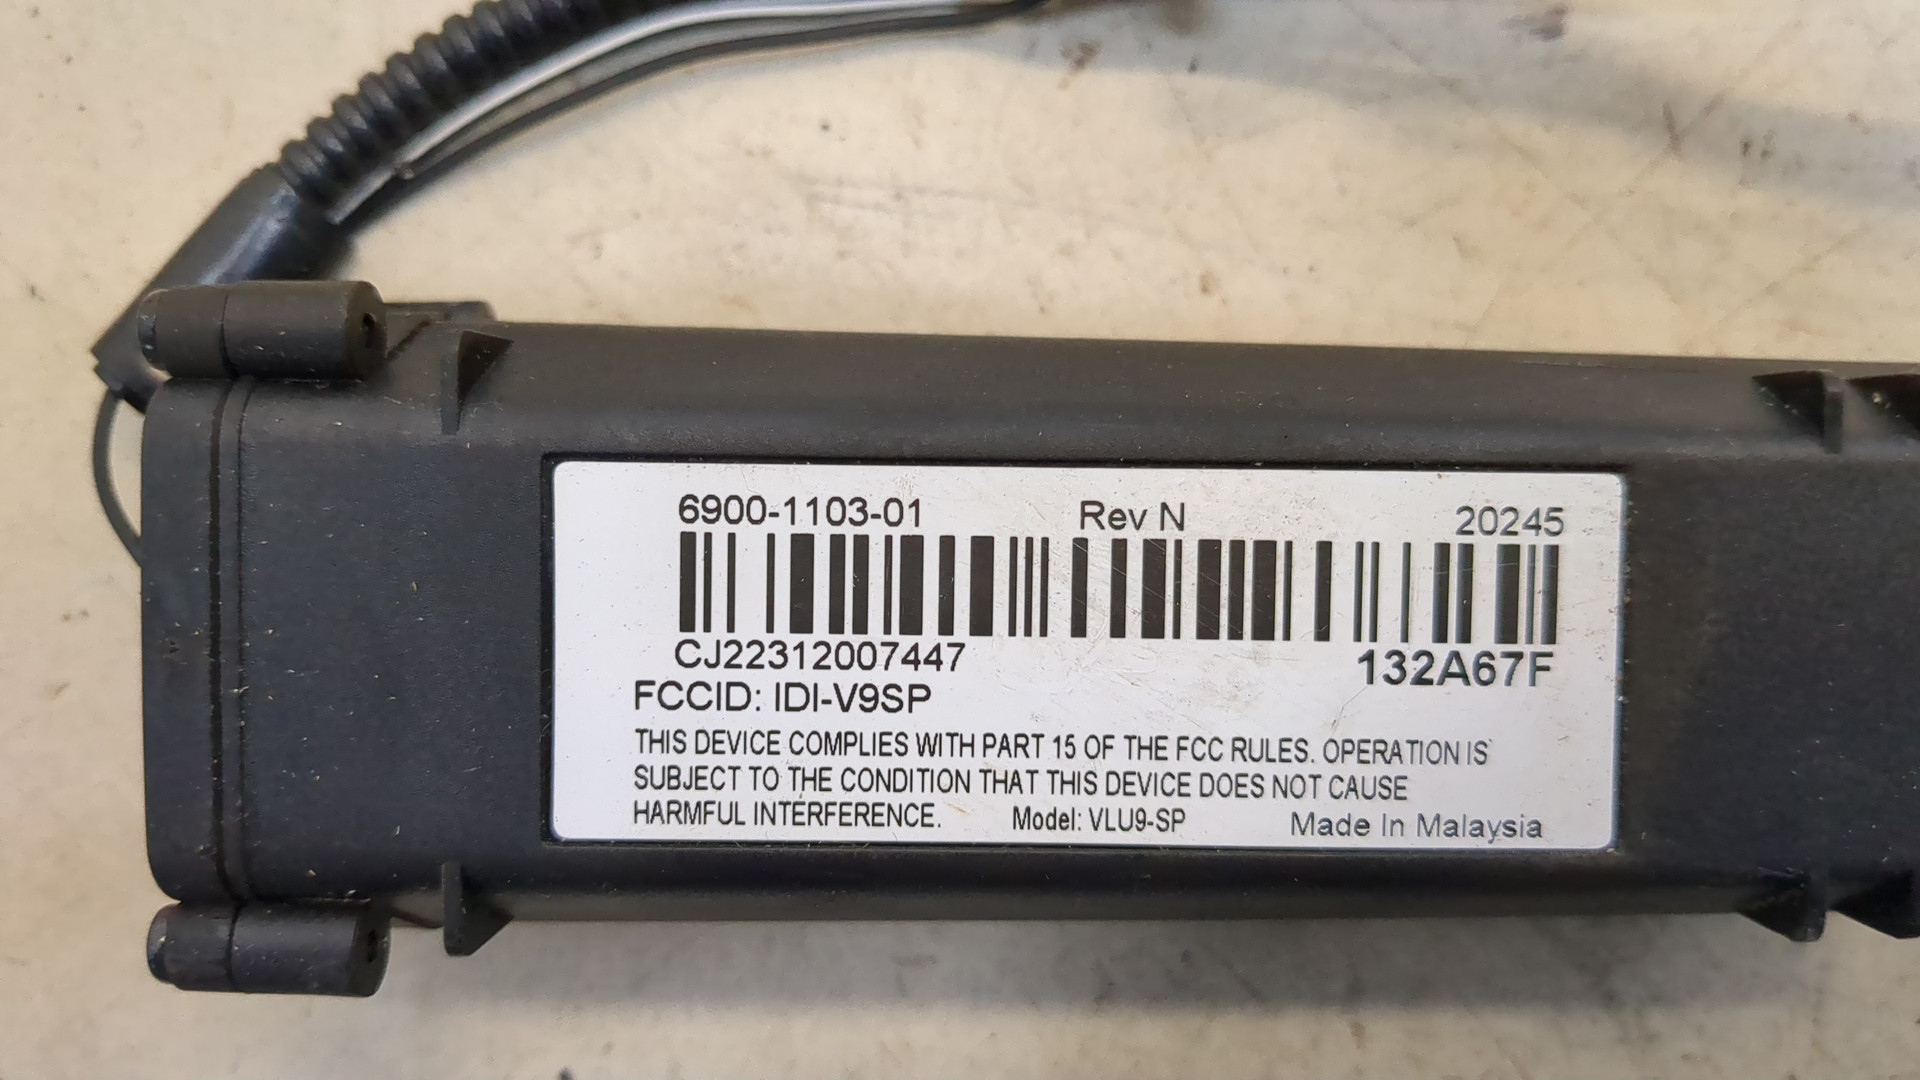 6900-1103-01 Rev N 20245
CJ22312007447 132A67F
FCCID: IDI-V9SP
THIS DEVICE COMPLIES WITH PART 15 OF THE FCC RULES. OPERATION IS
SUBJECT TO THE CONDITION THAT THIS DEVICE DOES NOT CAUSE
HARMFUL INTERFERENCE. Model: VLU9-SP Made In Malaysia